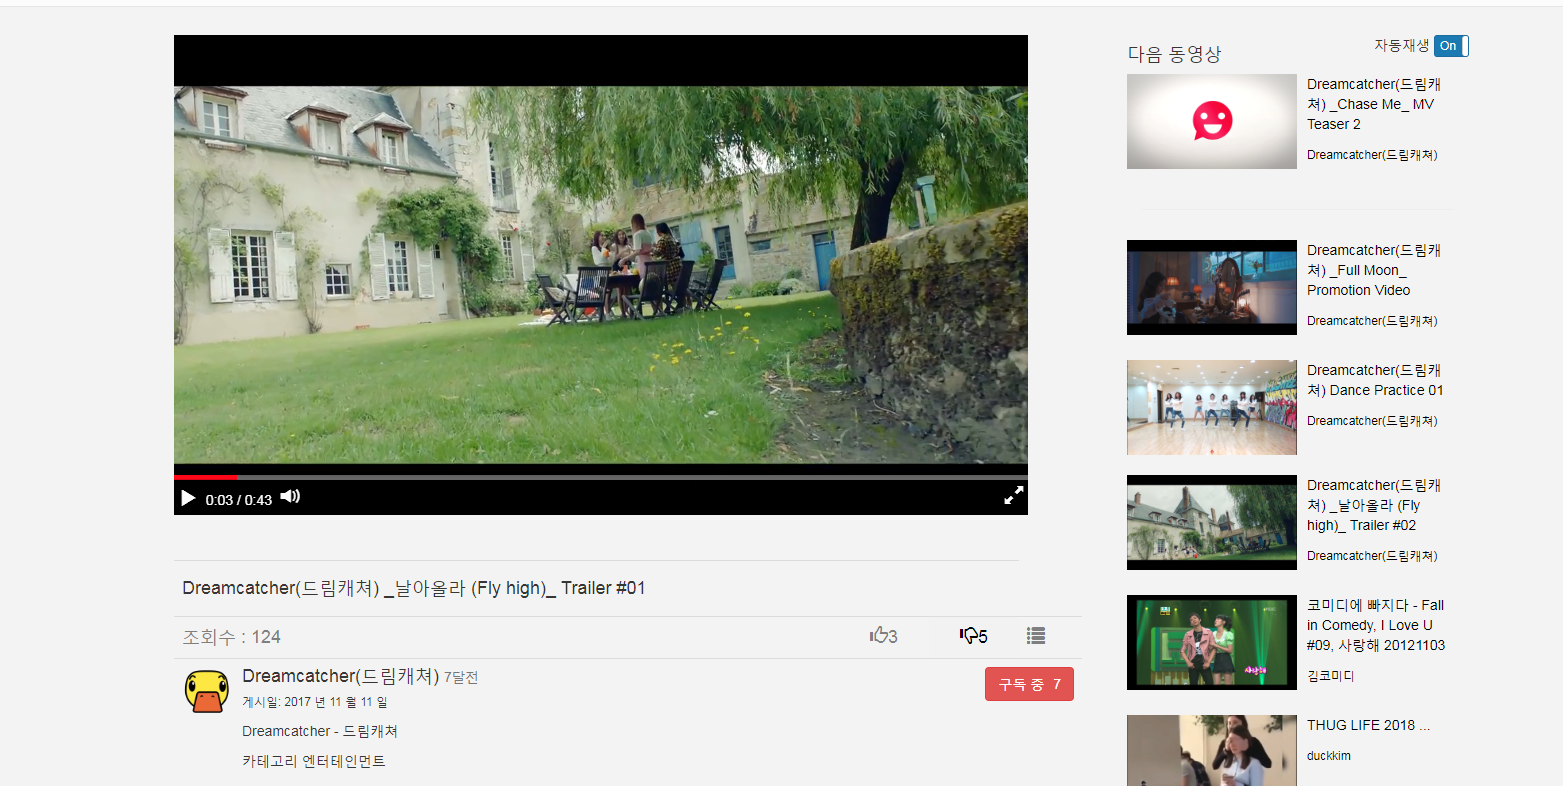 0:03 / 0:43
Dreamcatcher(드림캐쳐) _날아올라 (Fly high)_ Trailer #01
조회수 : 124
3
5
Dreamcatcher(드림캐쳐) 7달전
게시일: 2017 년 11 월 11 일
구독 중 7
Dreamcatcher - 드림캐쳐
카테고리 엔터테인먼트
다음 동영상
자동재생 On
Dreamcatcher(드림캐
쳐) _Chase Me_ MV
Teaser 2
Dreamcatcher(드림캐쳐)
Dreamcatcher(드림캐
쳐) _Full Moon_
Promotion Video
Dreamcatcher(드림캐쳐)
Dreamcatcher(드림캐
쳐) Dance Practice 01
Dreamcatcher(드림캐쳐)
Dreamcatcher(드림캐
쳐) _날아올라 (Fly
high)_ Trailer #02
Dreamcatcher(드림캐쳐)
사랑해
코미디에 빠지다 - Fall
in Comedy, I Love U
#09, 사랑해 20121103
김코미디
THUG LIFE 2018 ...
duckkim